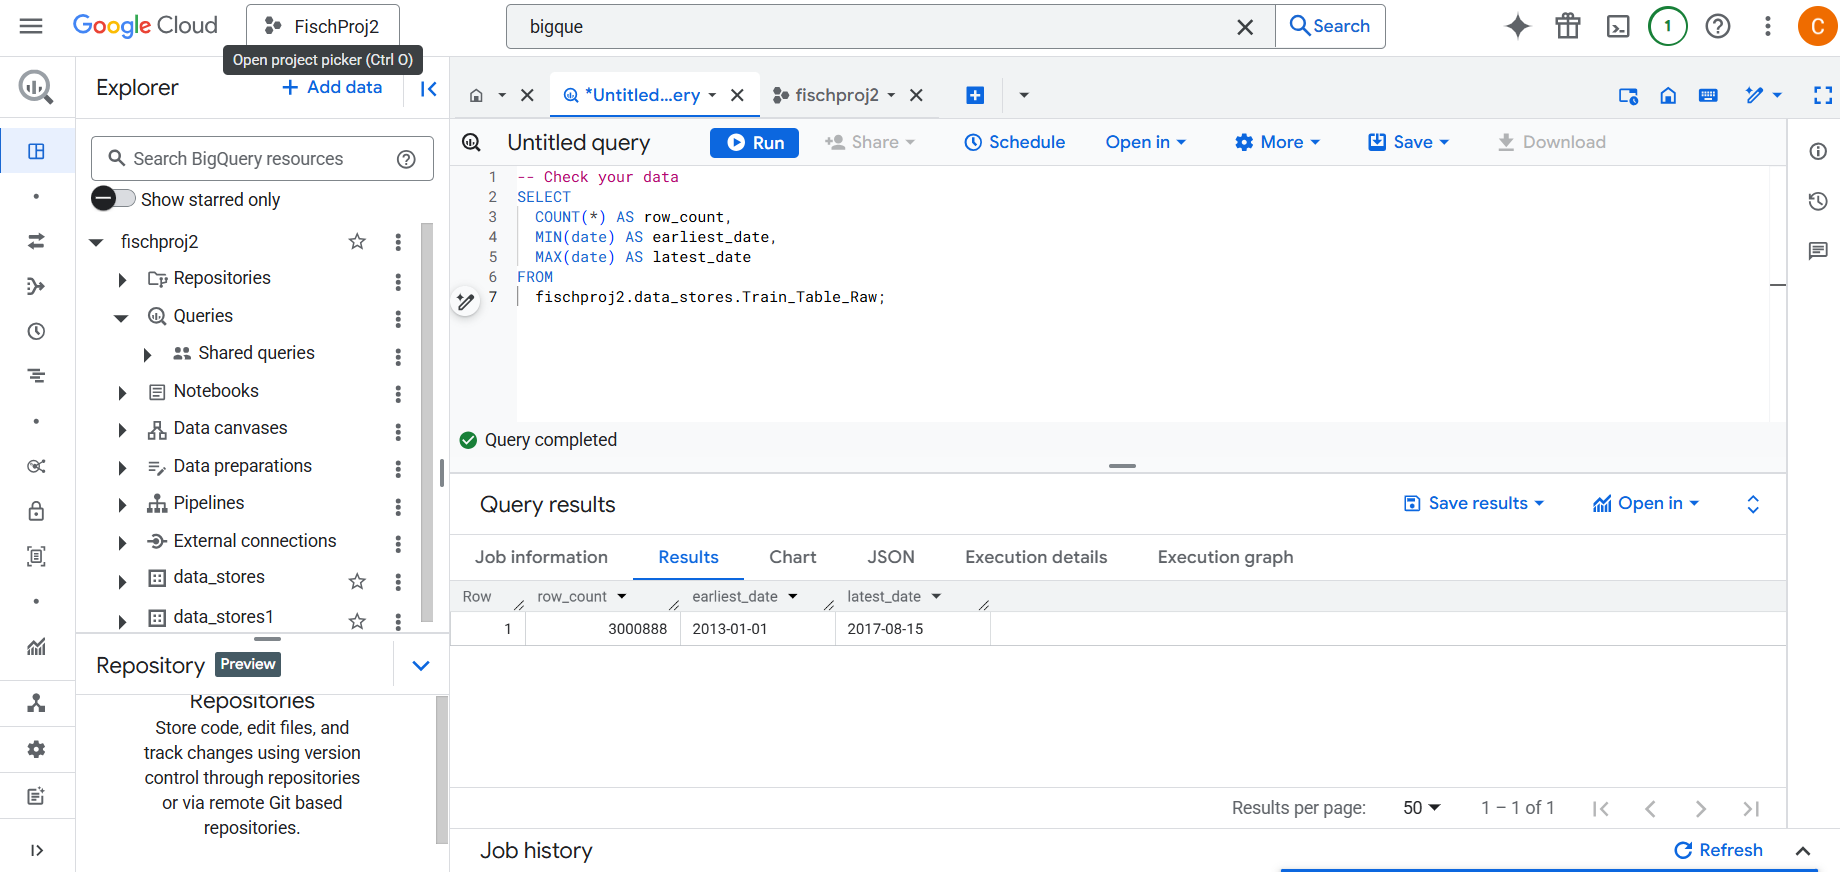 Google Cloud
FischProj2
bigque
Search
1
C
Open project picker (Ctrl O)
Explorer
+ Add data
*Untitled...ery
fischproj2
Untitled query
Run
Share
Schedule
Open in
More
Save
Download
Search BigQuery resources
Show starred only
fischproj2
Repositories
Queries
Shared queries
Notebooks
Data canvases
Data preparations
Pipelines
External connections
data_stores
data_stores1
1 -- Check your data
2 SELECT
3 COUNT(*) AS row_count,
4 MIN(date) AS earliest_date,
5 MAX(date) AS latest_date
6 FROM
7 fischproj2.data_stores.Train_Table_Raw;
Query completed
Query results
Save results
Open in
Job information Results Chart JSON Execution details Execution graph
Row row_count earliest_date latest_date
1 3000888 2013-01-01 2017-08-15
Repository Preview
Repositories
Store code, edit files, and
track changes using version
control through repositories
or via remote Git based
repositories.
Results per page: 50 1 – 1 of 1
Job history
Refresh